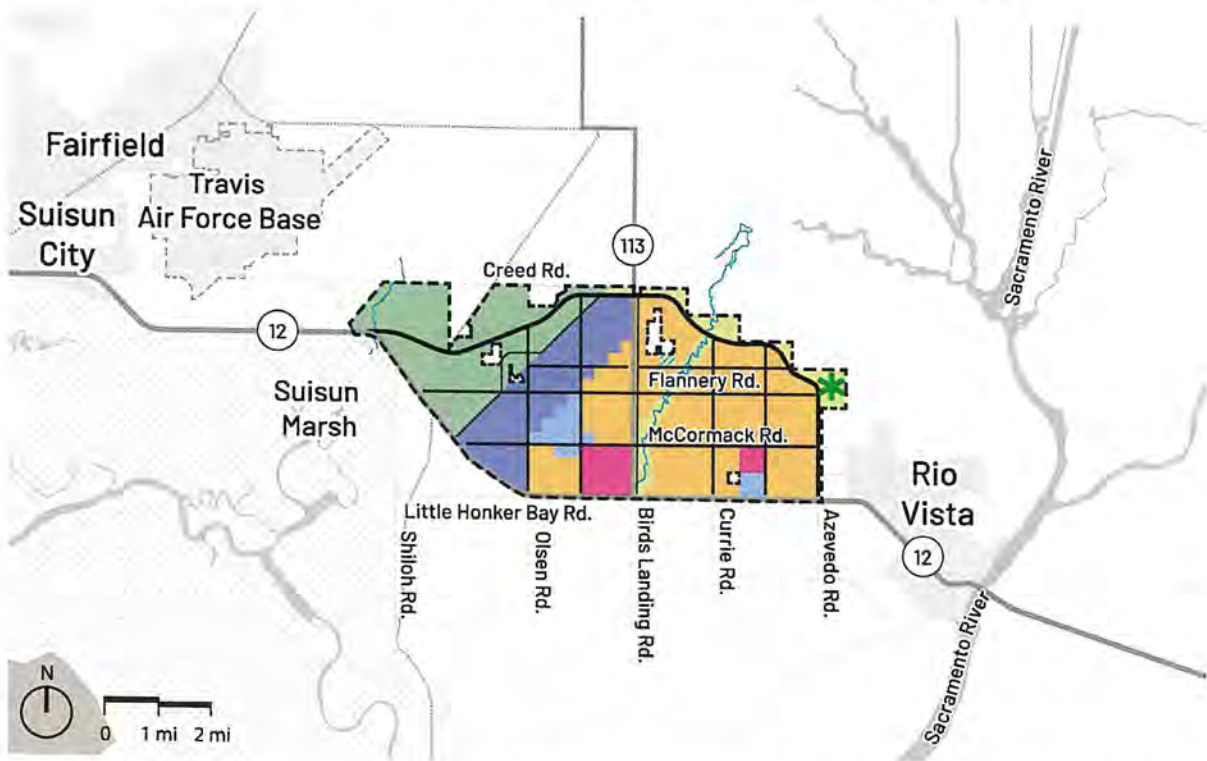 Fairfield
Travis
Air Force Base
Suisun
City
113
Creed Rd.
12
Suisun
Marsh
Flannery Rd.
McCormack Rd.
Little Honker Bay Rd.
Shiloh Rd.
Olsen Rd.
Birds Landing Rd.
Currie Rd.
Azevedo Rd.
Rio
Vista
12
Sacramento River
Sacramento River
N
0 1 mi 2 mi